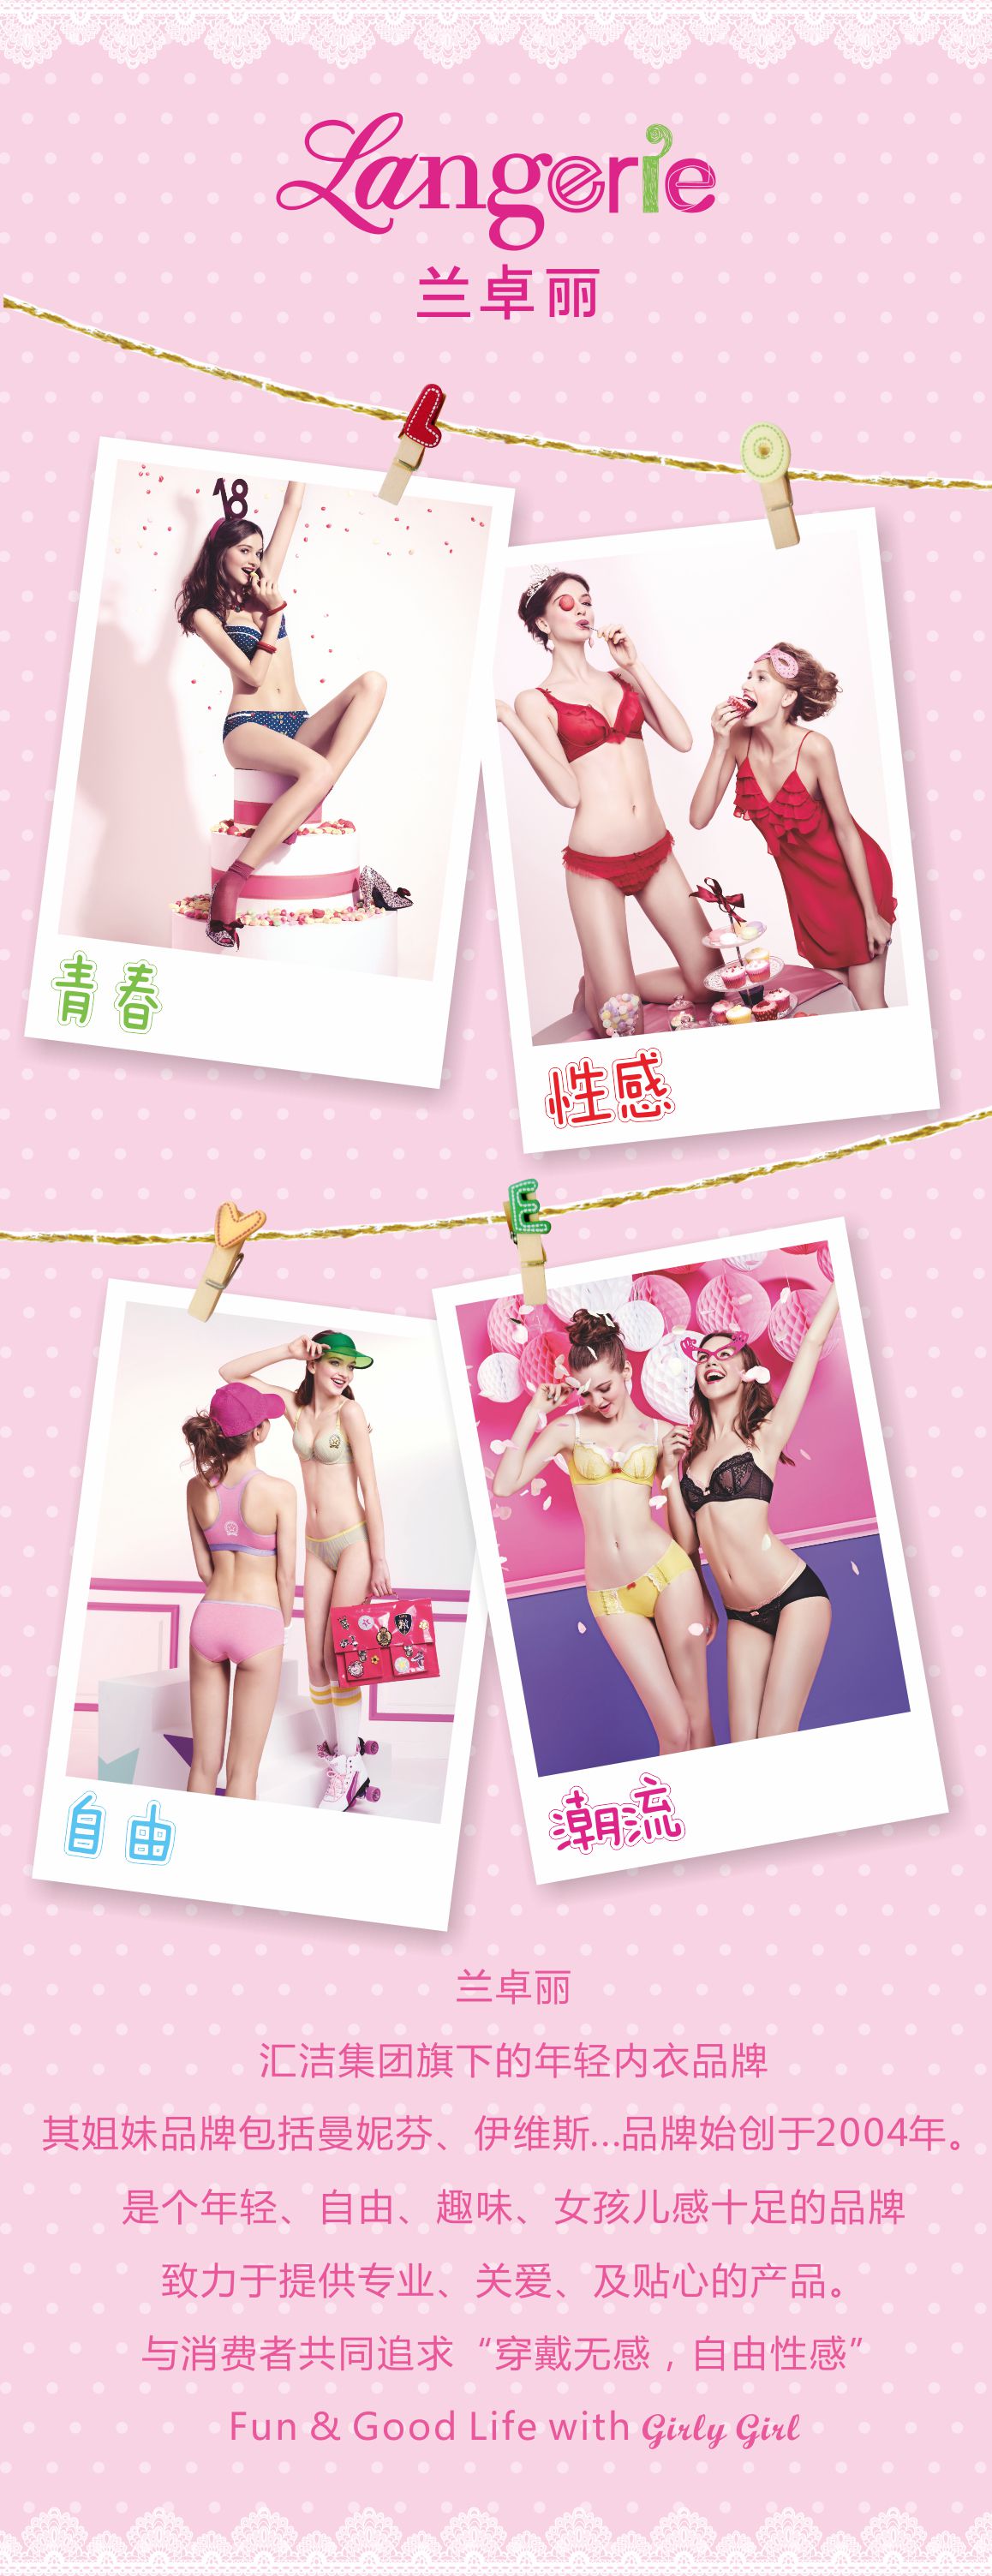 Langerie
兰卓丽
L
O
18
青春
性感
V
E
自由
潮流
兰卓丽
汇洁集团旗下的年轻内衣品牌
其姐妹品牌包括曼妮芬、伊维斯...品牌始创于2004年。
是个年轻、自由、趣味、女孩儿感十足的品牌
致力于提供专业、关爱、及贴心的产品。
与消费者共同追求“穿戴无感，自由性感”
Fun & Good Life with Girly Girl